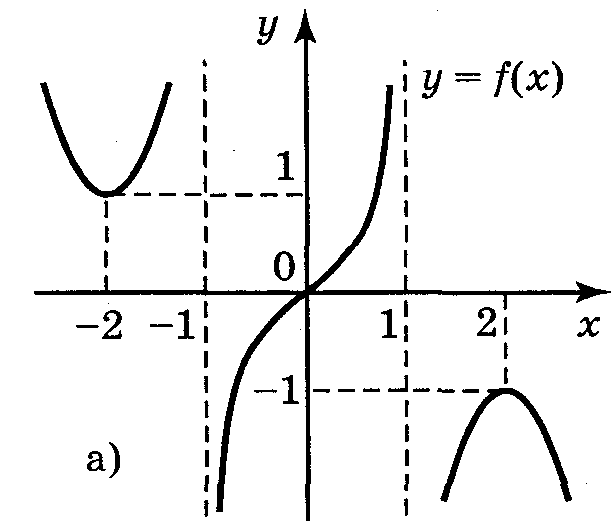 y
y = f(x)
1
0
−2 −1 1 2 x
−1
а)